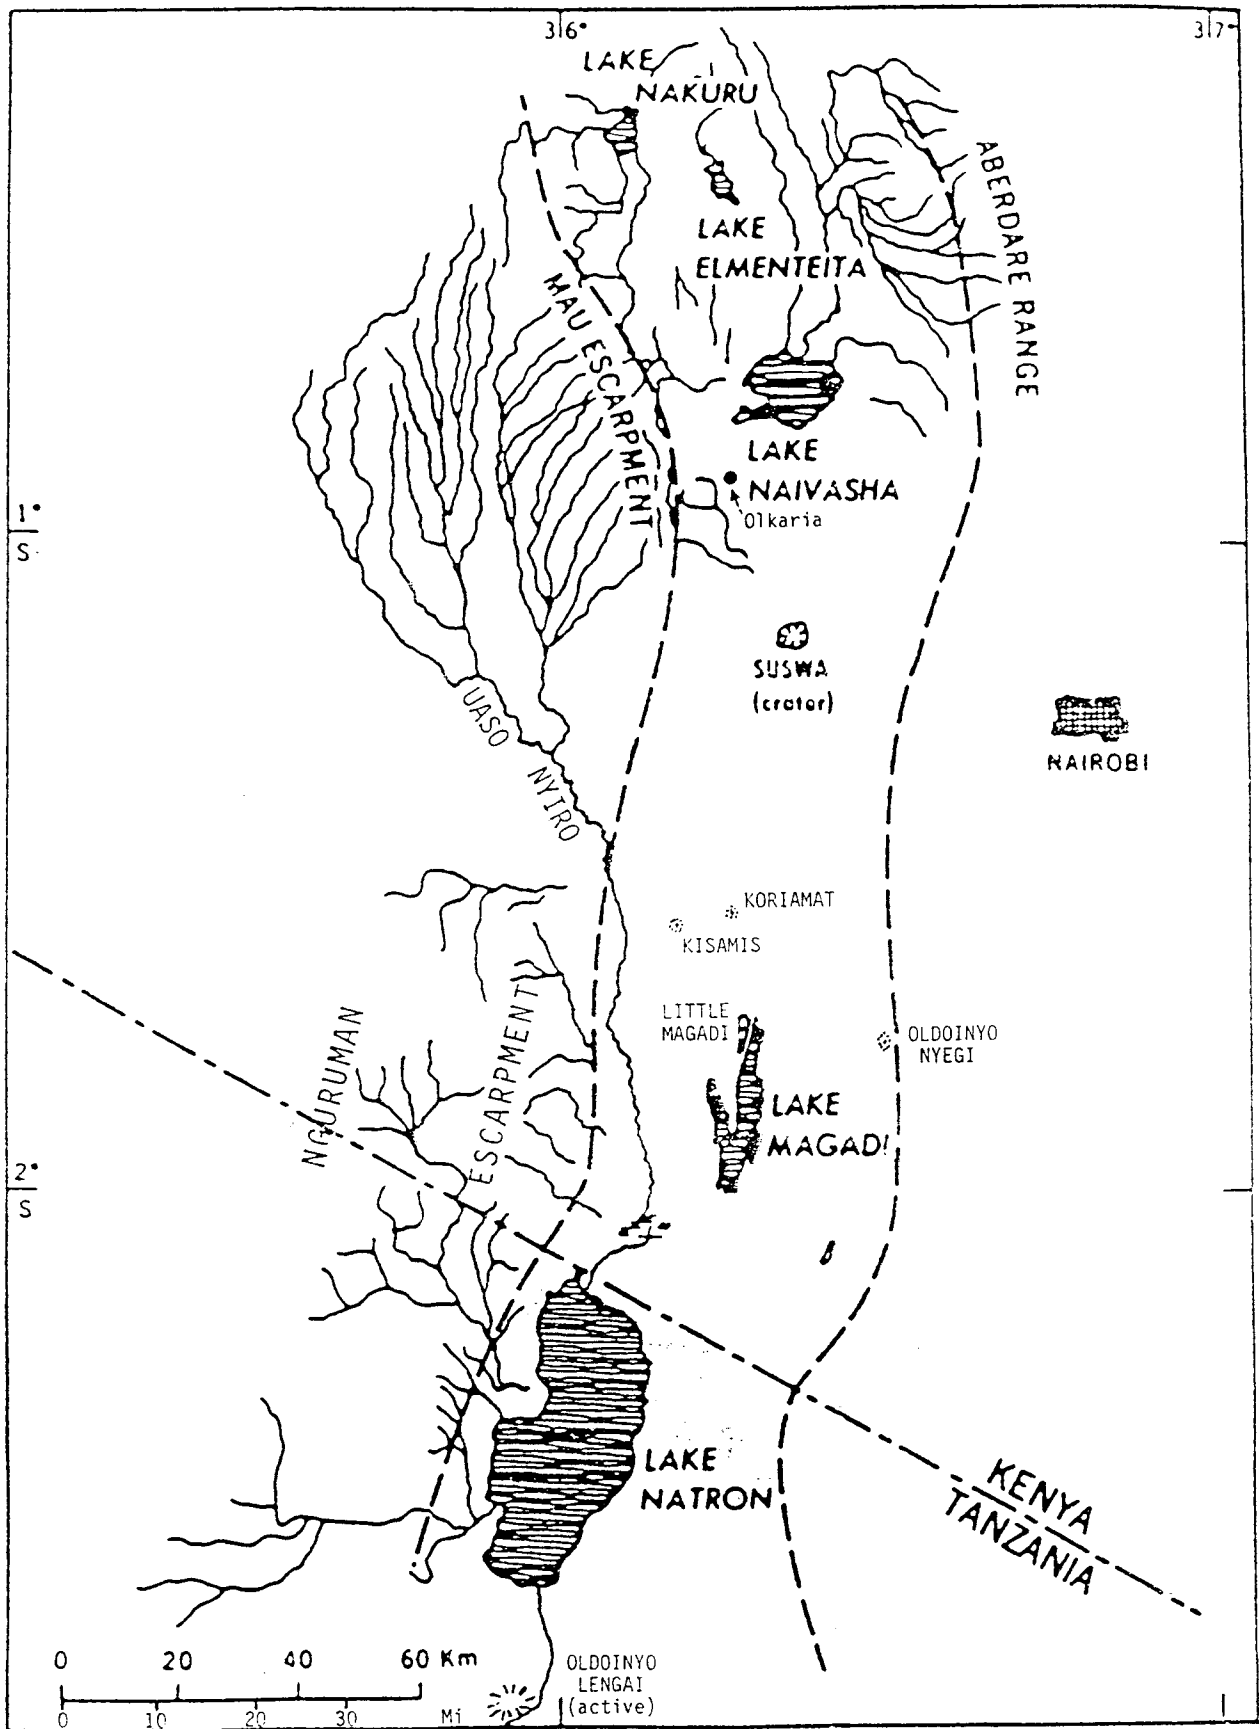 36°
37°
LAKE
NAKURU
ABERDARE RANGE
LAKE
ELMENTEITA
MAU ESCARPMENT
LAKE
NAIVASHA
Olkaria
1°
S
SUSWA
(crater)
NAIROBI
UASO
NYIRO
KORIAMAT
KISAMIS
LITTLE
MAGADI
OLDOINYO
NYEGI
NGURUMAN
ESCARPMENT
LAKE
MAGADI
2°
S
LAKE
NATRON
KENYA
TANZANIA
0 20 40 60 Km
0 10 20 30 Mi
OLDOINYO
LENGAI
(active)